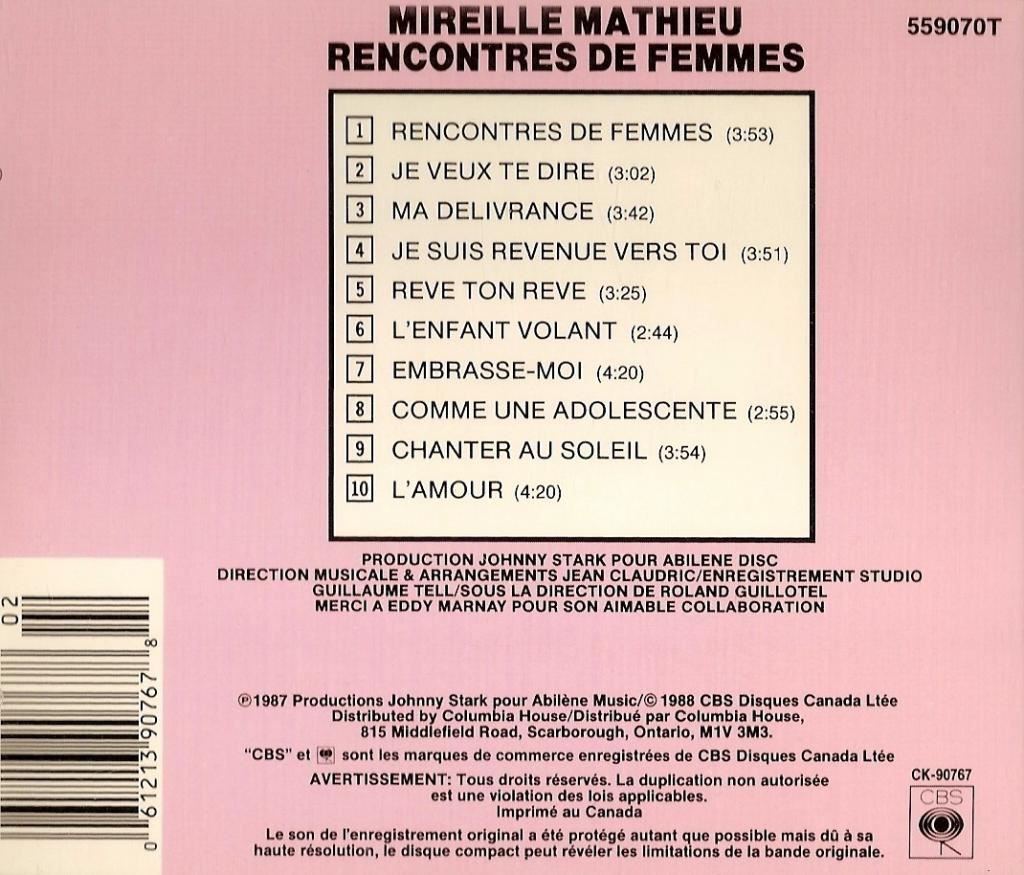 MIREILLE MATHIEU
RENCONTRES DE FEMMES
559070T
1 RENCONTRES DE FEMMES (3:53)
2 JE VEUX TE DIRE (3:02)
3 MA DELIVRANCE (3:42)
4 JE SUIS REVENUE VERS TOI (3:51)
5 REVE TON REVE (3:25)
6 L'ENFANT VOLANT (2:44)
7 EMBRASSE-MOI (4:20)
8 COMME UNE ADOLESCENTE (2:55)
9 CHANTER AU SOLEIL (3:54)
10 L'AMOUR (4:20)
PRODUCTION JOHNNY STARK POUR ABILENE DISC
DIRECTION MUSICALE & ARRANGEMENTS JEAN CLAUDRIC/ENREGISTREMENT STUDIO
GUILLAUME TELL/SOUS LA DIRECTION DE ROLAND GUILLOTEL
MERCI A EDDY MARNAY POUR SON AIMABLE COLLABORATION
℗1987 Productions Johnny Stark pour Abilène Music/© 1988 CBS Disques Canada Ltée
Distributed by Columbia House/Distribué par Columbia House,
815 Middlefield Road, Scarborough, Ontario, M1V 3M3.
"CBS" et sont les marques de commerce enregistrées de CBS Disques Canada Ltée
AVERTISSEMENT: Tous droits réservés. La duplication non autorisée
est une violation des lois applicables.
Imprimé au Canada
Le son de l'enregistrement original a été protégé autant que possible mais dû à sa
haute résolution, le disque compact peut révéler les limitations de la bande originale.
CK-90767
CBS
02
0 61213 90767 8